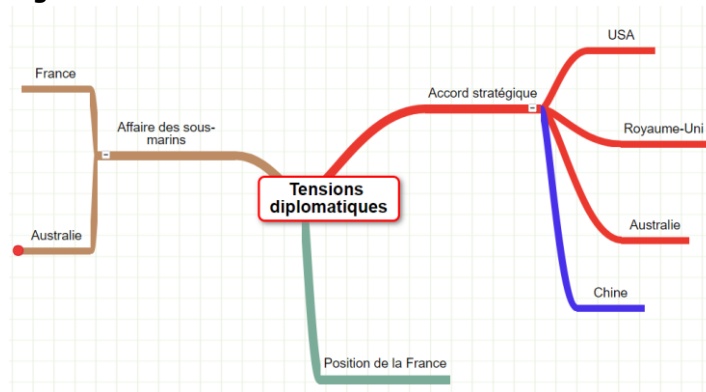 USA
France
Accord stratégique
Affaire des sous-
marins
Royaume-Uni
Tensions
diplomatiques
Australie
Australie
Chine
Position de la France